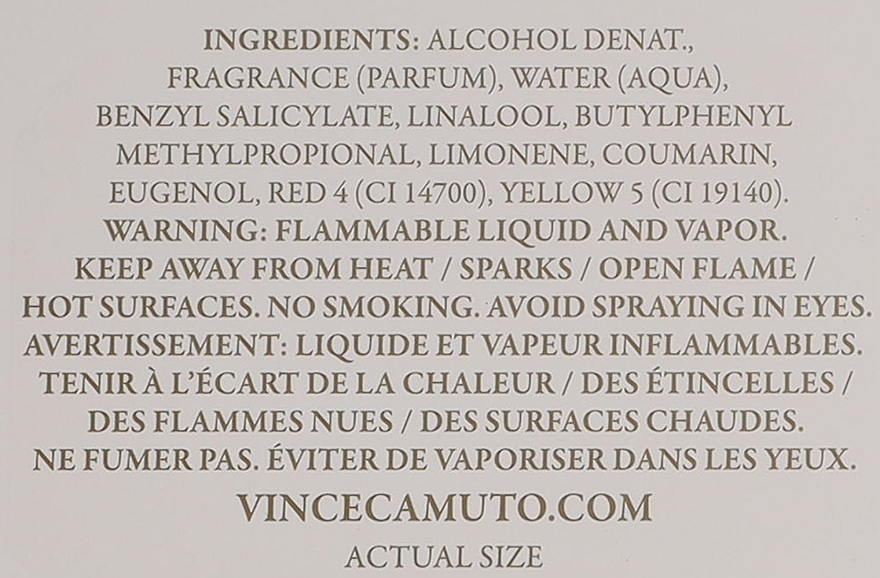 INGREDIENTS: ALCOHOL DENAT.,
FRAGRANCE (PARFUM), WATER (AQUA),
BENZYL SALICYLATE, LINALOOL, BUTYLPHENYL
METHYLPROPIONAL, LIMONENE, COUMARIN,
EUGENOL, RED 4 (CI 14700), YELLOW 5 (CI 19140).
WARNING: FLAMMABLE LIQUID AND VAPOR.
KEEP AWAY FROM HEAT / SPARKS / OPEN FLAME /
HOT SURFACES. NO SMOKING. AVOID SPRAYING IN EYES.
AVERTISSEMENT: LIQUIDE ET VAPEUR INFLAMMABLES.
TENIR À L'ÉCART DE LA CHALEUR / DES ÉTINCELLES /
DES FLAMMES NUES / DES SURFACES CHAUDES.
NE FUMER PAS. ÉVITER DE VAPORISER DANS LES YEUX.
VINCECAMUTO.COM
ACTUAL SIZE